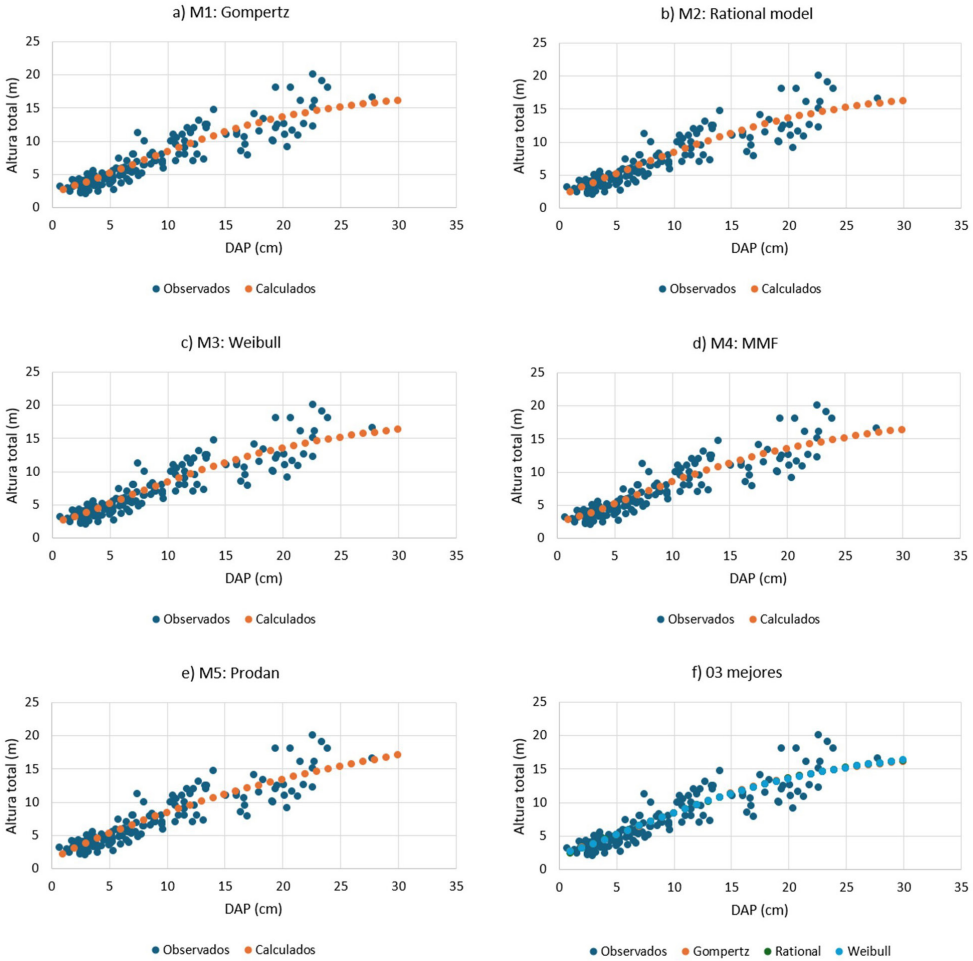 a) M1: Gompertz
25
20
15
10
5
0
Altura total (m)
0 5 10 15 20 25 30 35
DAP (cm)
Observados Calculados
b) M2: Rational model
25
20
15
10
5
0
Altura total (m)
0 5 10 15 20 25 30 35
DAP (cm)
Observados Calculados
c) M3: Weibull
25
20
15
10
5
0
Altura total (m)
0 5 10 15 20 25 30 35
DAP (cm)
Observados Calculados
d) M4: MMF
25
20
15
10
5
0
Altura total (m)
0 5 10 15 20 25 30 35
DAP (cm)
Observados Calculados
e) M5: Prodan
25
20
15
10
5
0
Altura total (m)
0 5 10 15 20 25 30 35
DAP (cm)
Observados Calculados
f) 03 mejores
25
20
15
10
5
0
Altura total (m)
0 5 10 15 20 25 30 35
DAP (cm)
Observados Gompertz Rational Weibull